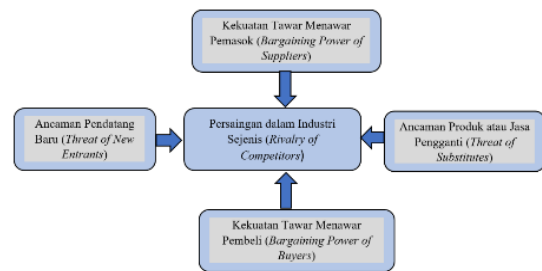 Kekuatan Tawar Menawar
Pemasok (Bargaining Power of
Suppliers)
Ancaman Pendatang
Baru (Threat of New
Entrants)
Persaingan dalam Industri
Sejenis (Rivalry of
Competitors)
Ancaman Produk atau Jasa
Pengganti (Threat of
Substitutes)
Kekuatan Tawar Menawar
Pembeli (Bargaining Power of
Buyers)